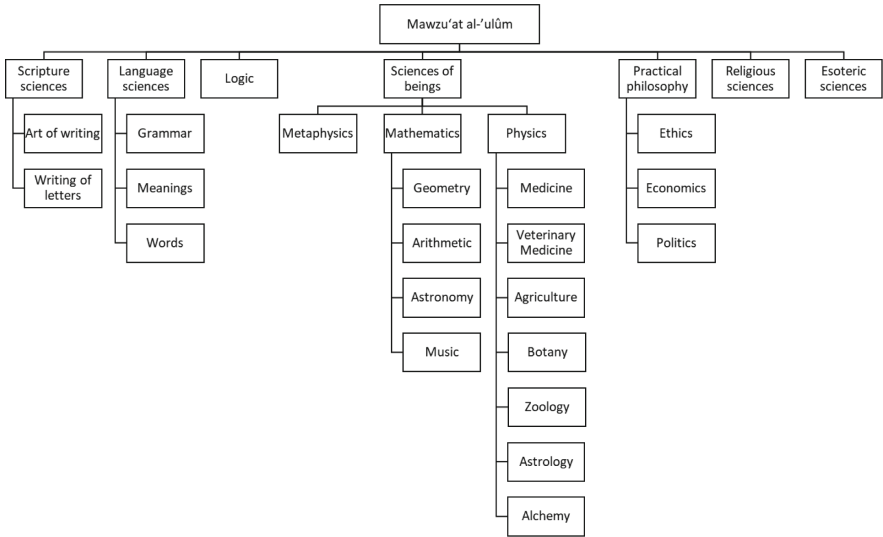 Mawzu‘at al-’ulûm
Scripture
sciences
Language
sciences
Logic
Sciences of
beings
Practical
philosophy
Religious
sciences
Esoteric
sciences
Art of writing
Writing of
letters
Grammar
Meanings
Words
Metaphysics
Mathematics
Physics
Geometry
Arithmetic
Astronomy
Music
Medicine
Veterinary
Medicine
Agriculture
Botany
Zoology
Astrology
Alchemy
Ethics
Economics
Politics